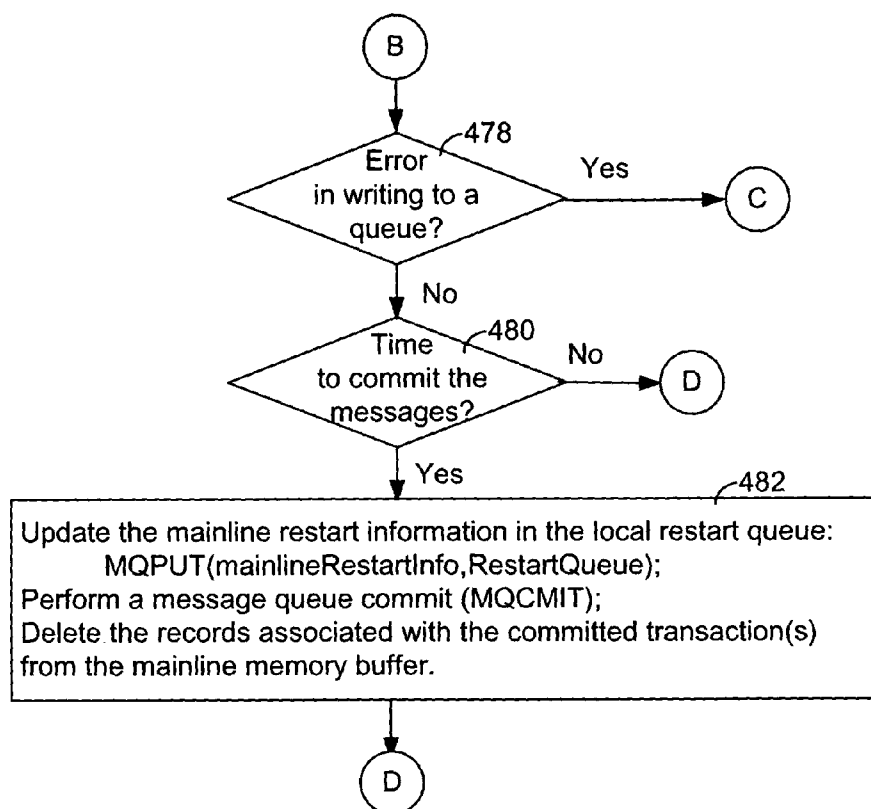 B
478
Error
in writing to a
queue?
Yes
C
No
480
Time
to commit the
messages?
No
D
Yes
482
Update the mainline restart information in the local restart queue:
MQPUT(mainlineRestartInfo,RestartQueue);
Perform a message queue commit (MQCMIT);
Delete the records associated with the committed transaction(s)
from the mainline memory buffer.
D